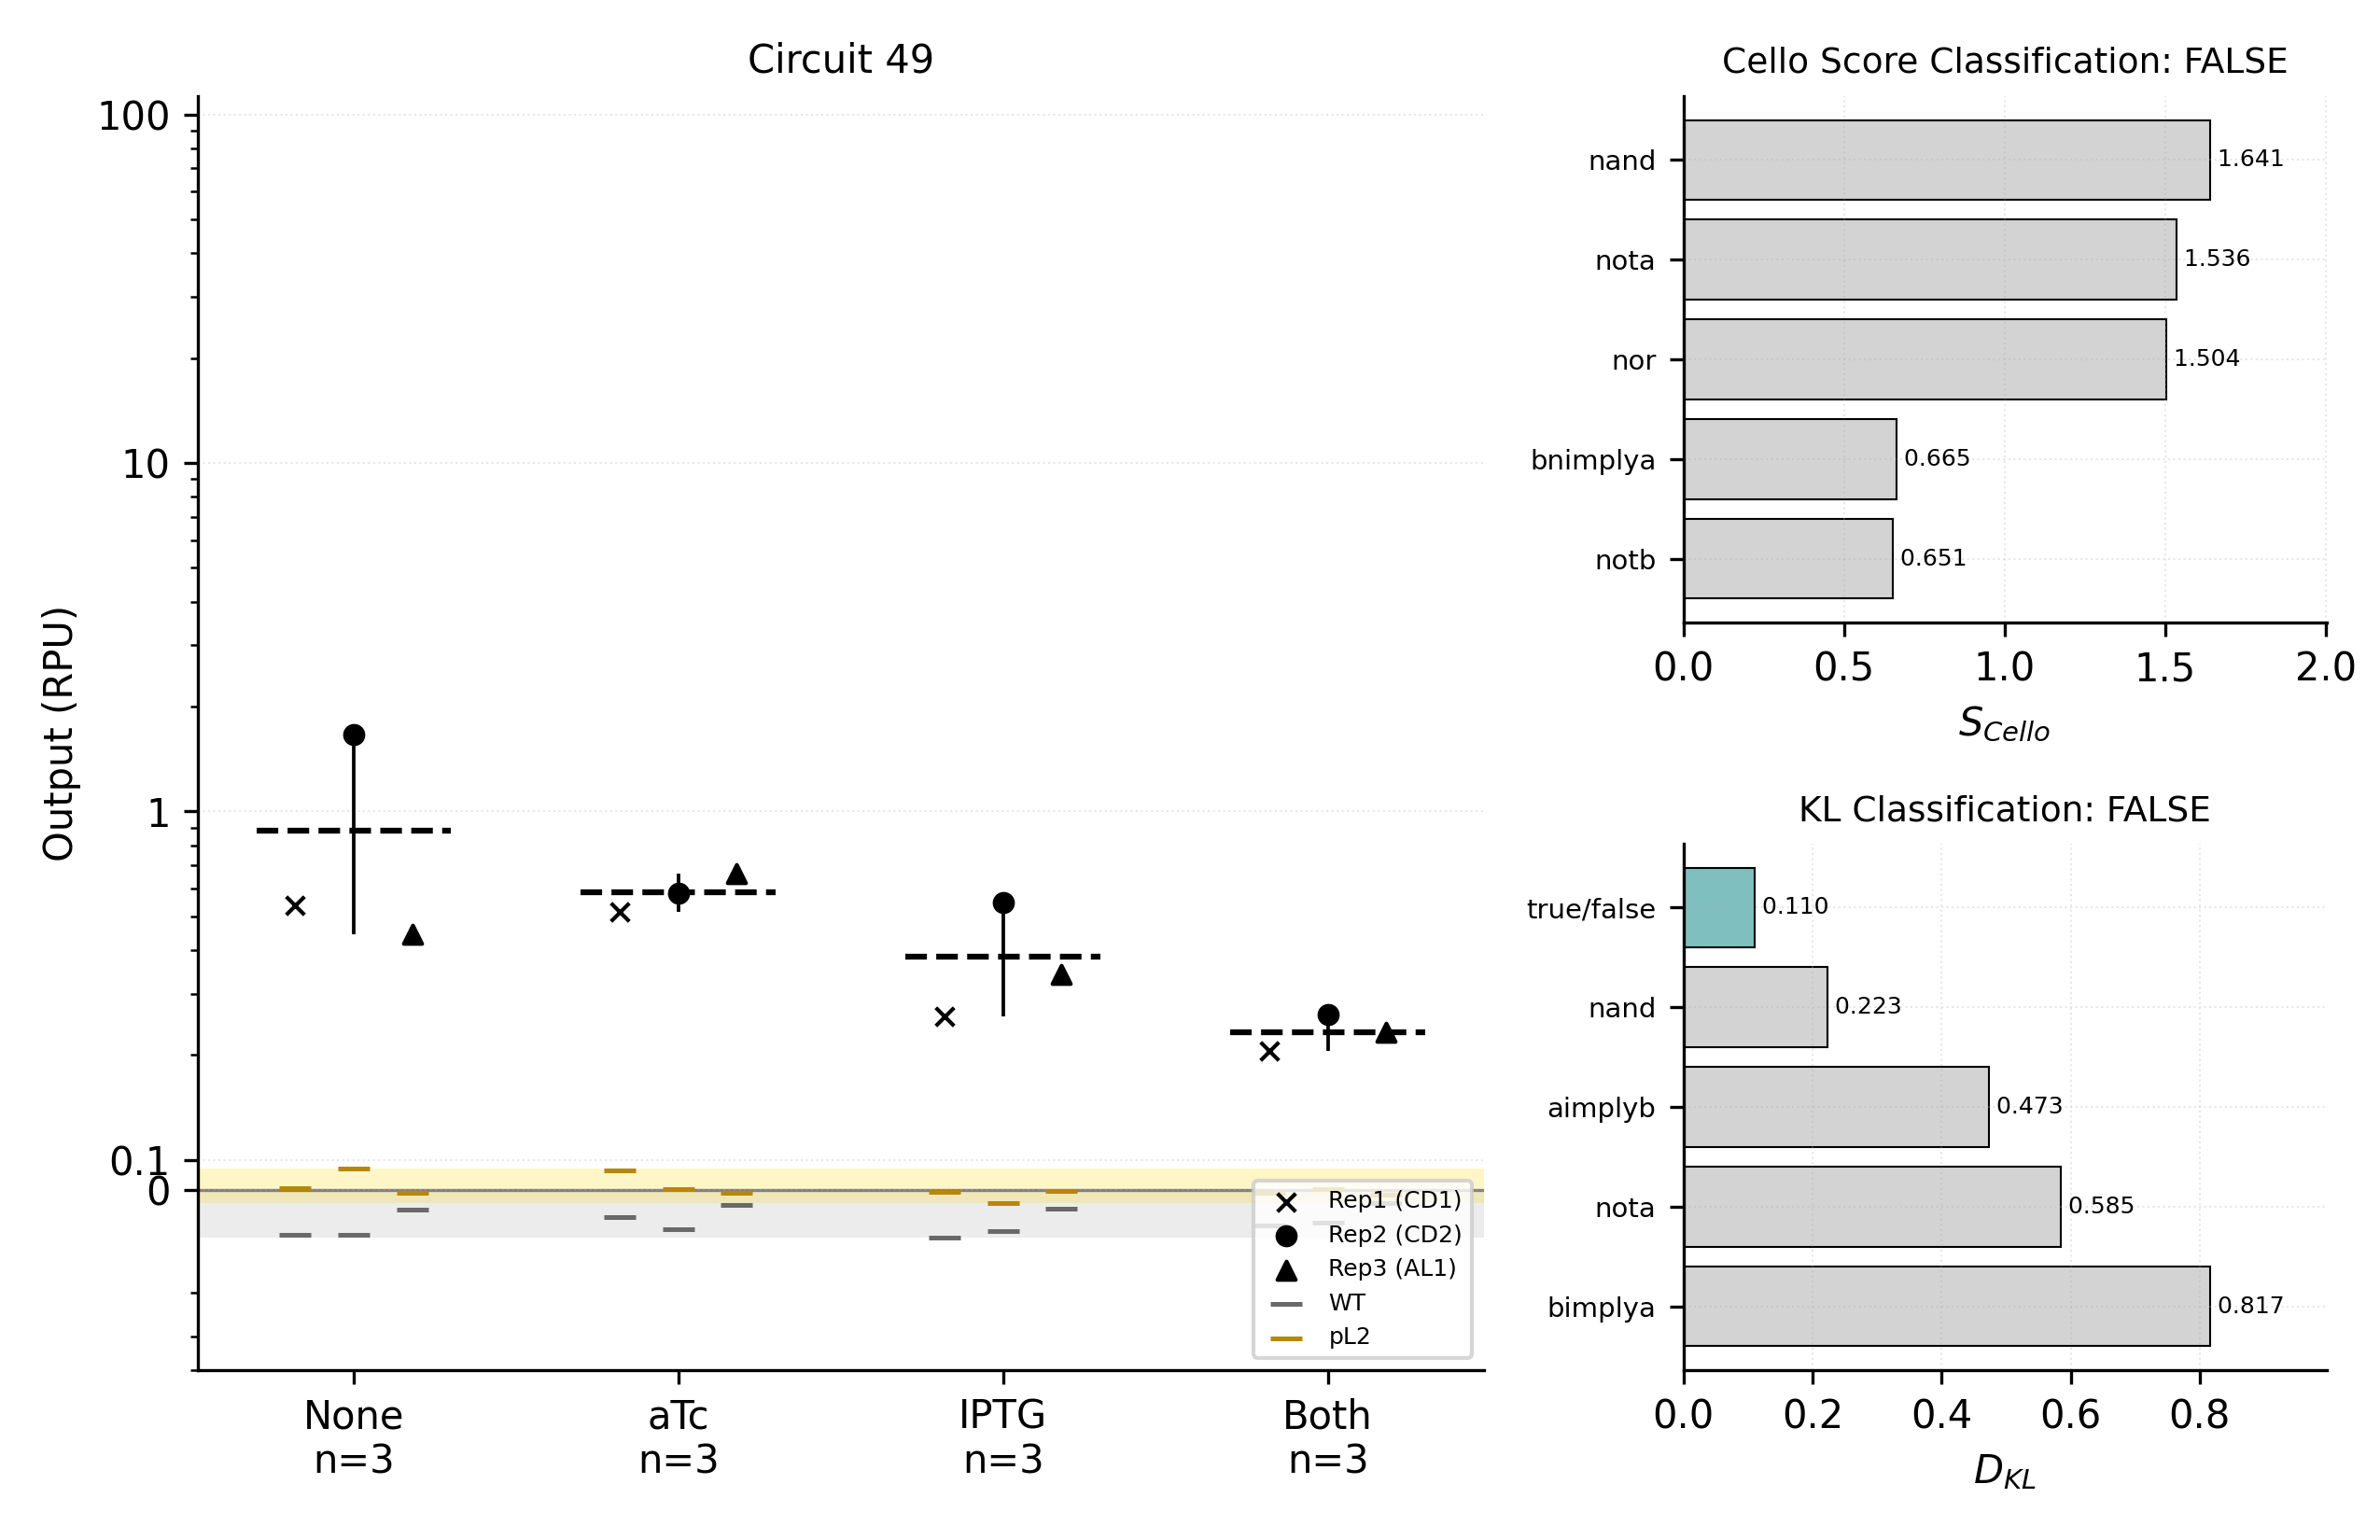 Circuit 49
Output (RPU)
100
10
1
0.1
0
None
n=3
aTc
n=3
IPTG
n=3
Both
n=3
Rep1 (CD1)
Rep2 (CD2)
Rep3 (AL1)
WT
pL2
Cello Score Classification: FALSE
nand
1.641
nota
1.536
nor
1.504
bnimplya
0.665
notb
0.651
0.0 0.5 1.0 1.5 2.0
S_Cello
KL Classification: FALSE
true/false
0.110
nand
0.223
aimplyb
0.473
nota
0.585
bimplya
0.817
0.0 0.2 0.4 0.6 0.8
D_KL